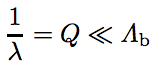 1/λ = Q ≪ Λ_b